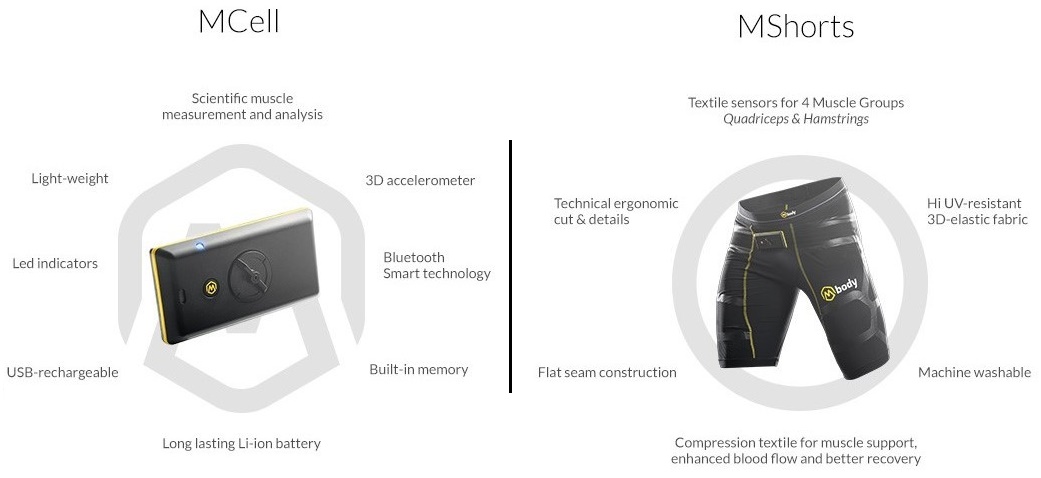 MCell
Scientific muscle
measurement and analysis
Light-weight
3D accelerometer
Led indicators
Bluetooth
Smart technology
USB-rechargeable
Built-in memory
Long lasting Li-ion battery
MShorts
Textile sensors for 4 Muscle Groups
Quadriceps & Hamstrings
Technical ergonomic
cut & details
Hi UV-resistant
3D-elastic fabric
M body
M body
Flat seam construction
Machine washable
Compression textile for muscle support,
enhanced blood flow and better recovery